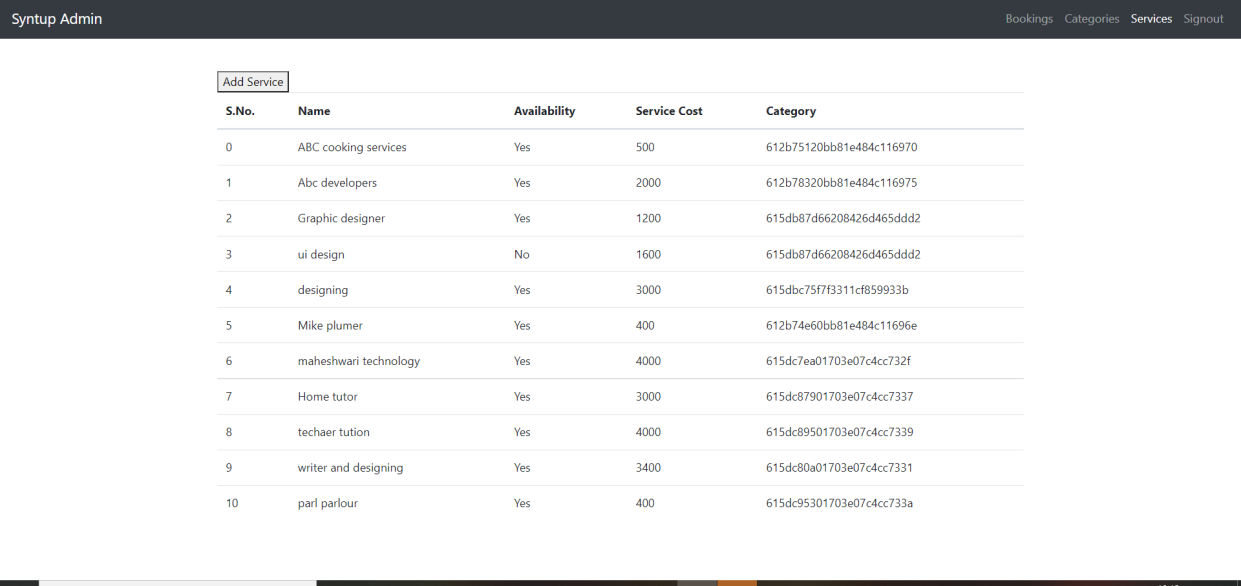 Syntup Admin Bookings Categories Services Signout
Add Service
S.No. Name Availability Service Cost Category
0 ABC cooking services Yes 500 612b75120bb81e484c116970
1 Abc developers Yes 2000 612b78320bb81e484c116975
2 Graphic designer Yes 1200 615db87d66208426d465ddd2
3 ui design No 1600 615db87d66208426d465ddd2
4 designing Yes 3000 615dbc75f7f3311cf859933b
5 Mike plumer Yes 400 612b74e60bb81e484c11696e
6 maheshwari technology Yes 4000 615dc7ea01703e07c4cc732f
7 Home tutor Yes 3000 615dc87901703e07c4cc7337
8 techaer tution Yes 4000 615dc89501703e07c4cc7339
9 writer and designing Yes 3400 615dc80a01703e07c4cc7331
10 parl parlour Yes 400 615dc95301703e07c4cc733a